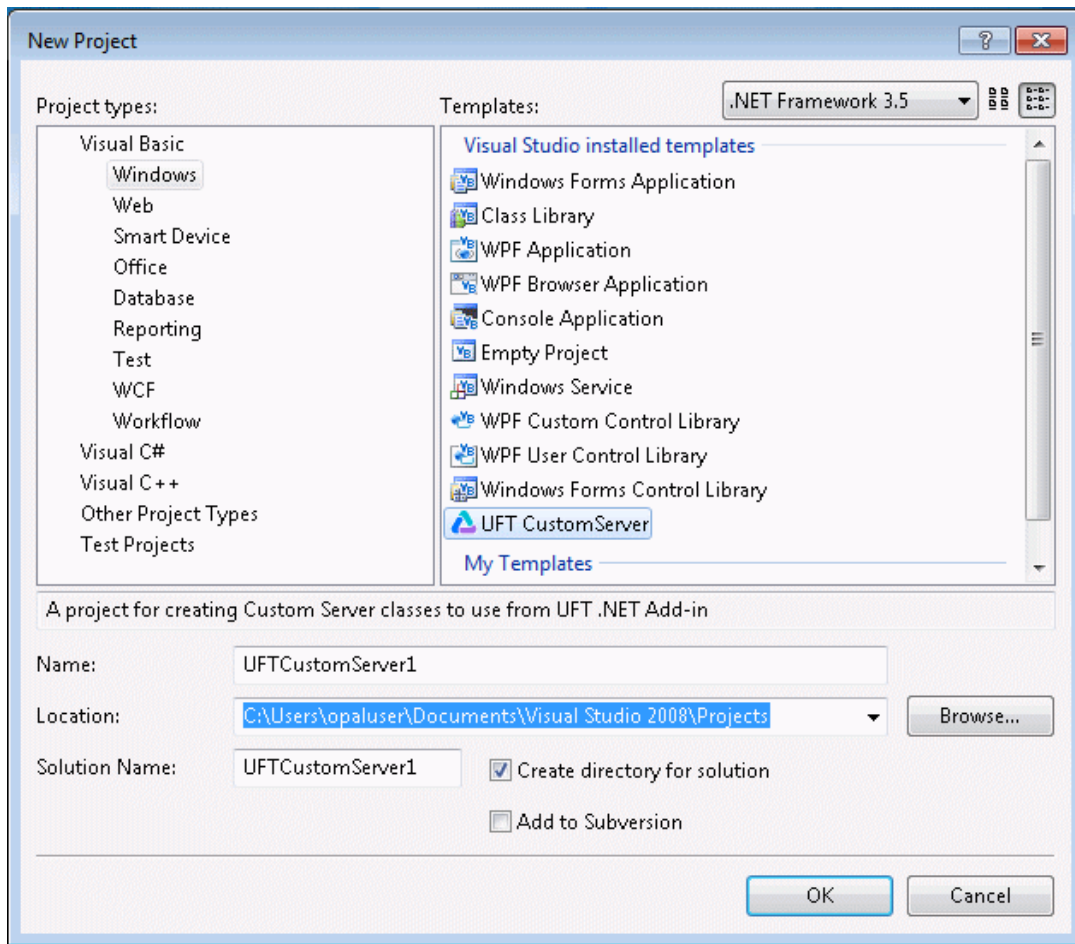 New Project
Project types:
Templates:
.NET Framework 3.5
Visual Basic
Windows
Web
Smart Device
Office
Database
Reporting
Test
WCF
Workflow
Visual C#
Visual C++
Other Project Types
Test Projects
Visual Studio installed templates
Windows Forms Application
Class Library
WPF Application
WPF Browser Application
Console Application
Empty Project
Windows Service
WPF Custom Control Library
WPF User Control Library
Windows Forms Control Library
UFT CustomServer
My Templates
A project for creating Custom Server classes to use from UFT .NET Add-in
Name:
UFTCustomServer1
Location:
C:\Users\opaluser\Documents\Visual Studio 2008\Projects
Browse...
Solution Name:
UFTCustomServer1
Create directory for solution
Add to Subversion
OK
Cancel